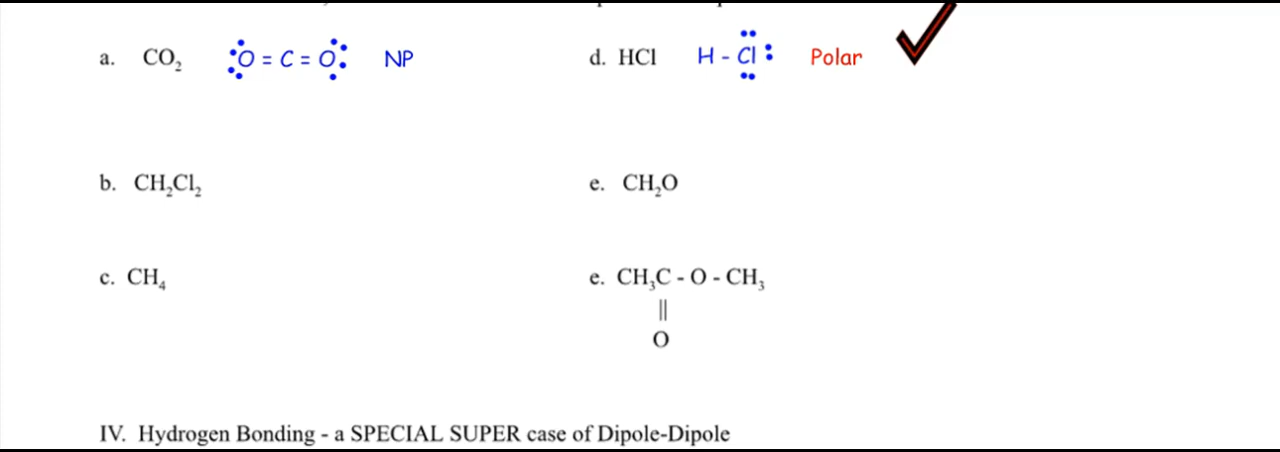 a. CO₂ :O = C = O: NP
d. HCl H - Cl: Polar
b. CH₂Cl₂
e. CH₂O
c. CH₄
e. CH₃C - O - CH₃
||
O
IV. Hydrogen Bonding - a SPECIAL SUPER case of Dipole-Dipole